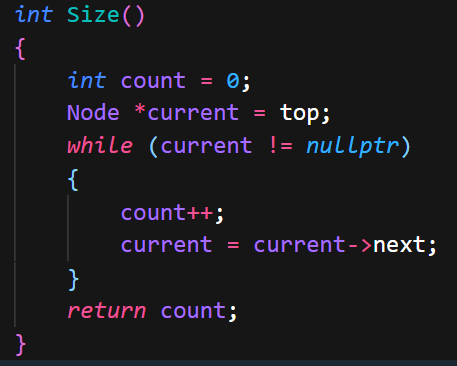 int Size()
{
    int count = 0;
    Node *current = top;
    while (current != nullptr)
    {
        count++;
        current = current->next;
    }
    return count;
}